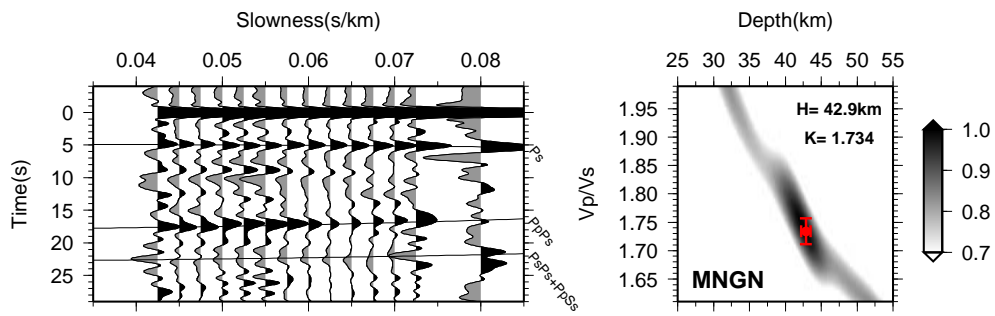 Slowness(s/km)
0.04 0.05 0.06 0.07 0.08
Time(s)
0
5
10
15
20
25
Ps
PpPs
PsPs+PpSs
Depth(km)
25 30 35 40 45 50 55
Vp/Vs
1.95
1.90
1.85
1.80
1.75
1.70
1.65
H= 42.9km
K= 1.734
MNGN
1.0
0.9
0.8
0.7